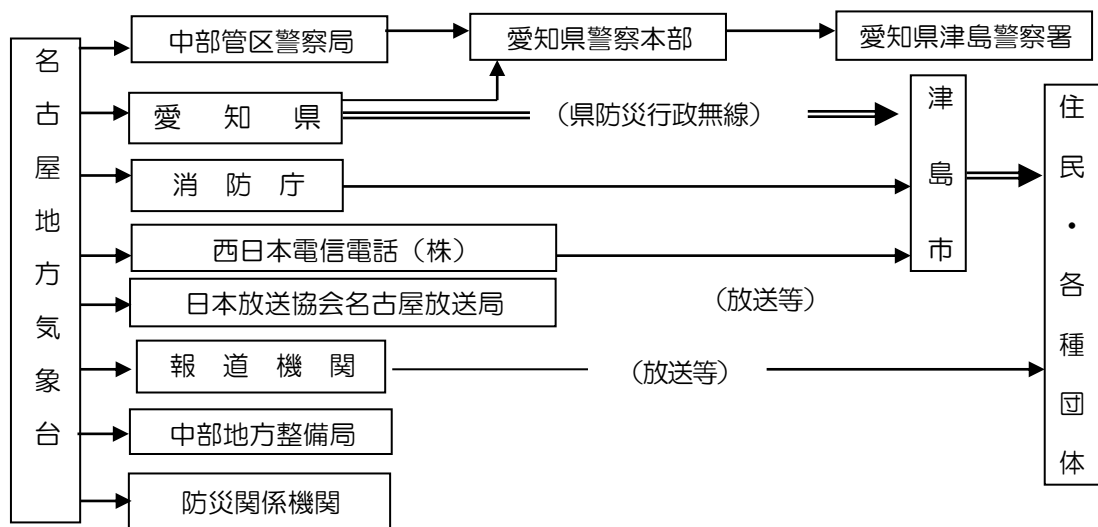 名古屋地方気象台
中部管区警察局
愛知県警察本部
愛知県津島警察署
愛知県
（県防災行政無線）
消防庁
西日本電信電話（株）
日本放送協会名古屋放送局
（放送等）
報道機関
（放送等）
中部地方整備局
防災関係機関
津島市
住民・各種団体